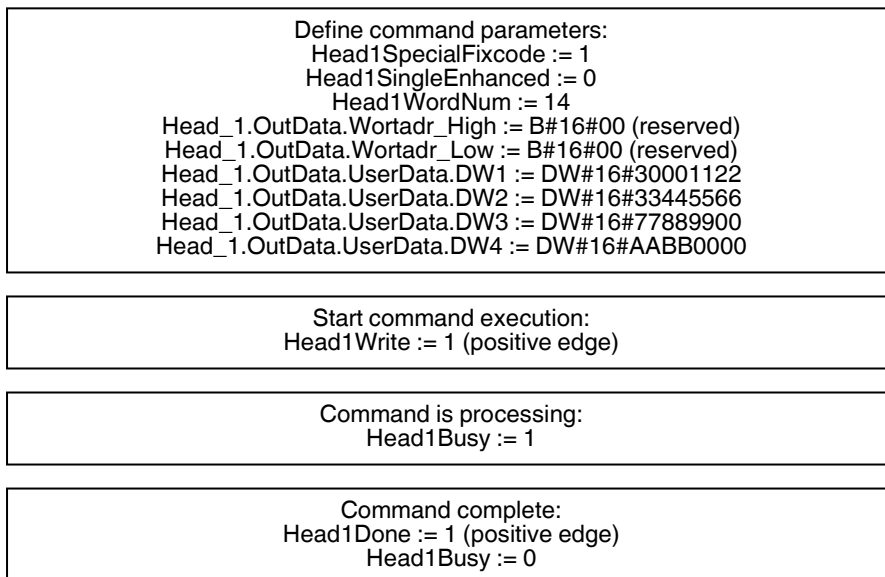 Define command parameters:
Head1SpecialFixcode := 1
Head1SingleEnhanced := 0
Head1WordNum := 14
Head_1.OutData.Wortadr_High := B#16#00 (reserved)
Head_1.OutData.Wortadr_Low := B#16#00 (reserved)
Head_1.OutData.UserData.DW1 := DW#16#30001122
Head_1.OutData.UserData.DW2 := DW#16#33445566
Head_1.OutData.UserData.DW3 := DW#16#77889900
Head_1.OutData.UserData.DW4 := DW#16#AABB0000
Start command execution:
Head1Write := 1 (positive edge)
Command is processing:
Head1Busy := 1
Command complete:
Head1Done := 1 (positive edge)
Head1Busy := 0